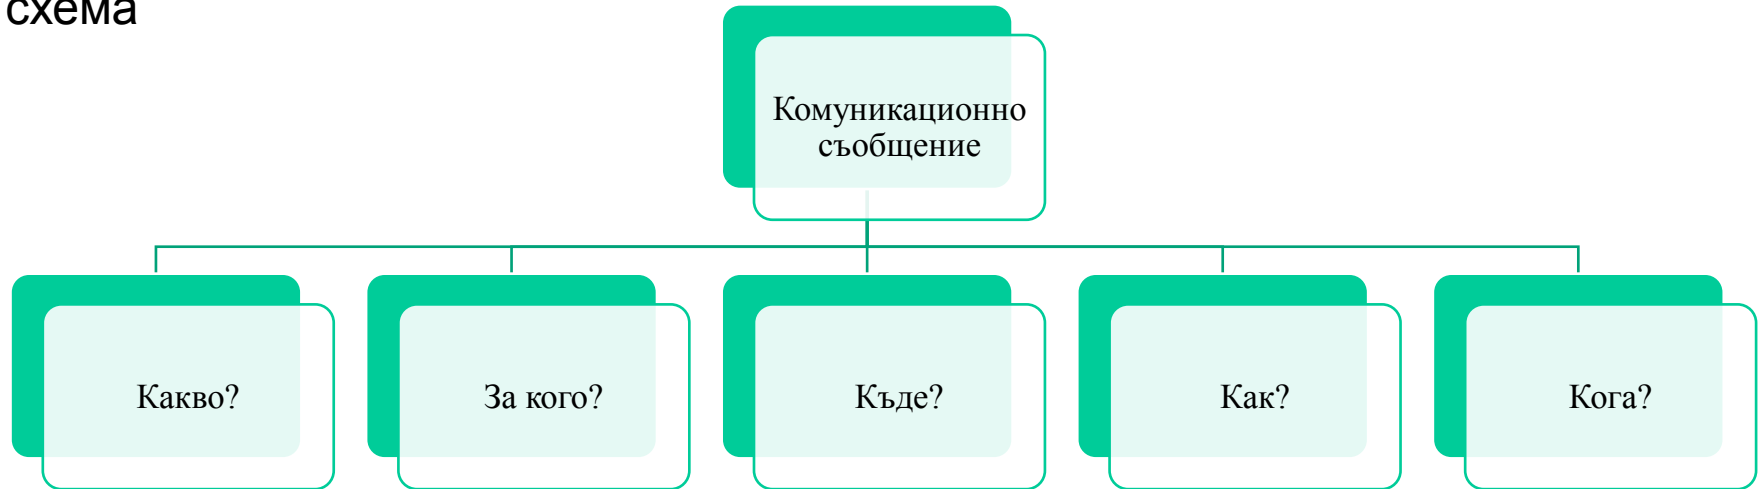 схема
Комуникационно
съобщение
Какво?
За кого?
Къде?
Как?
Кога?